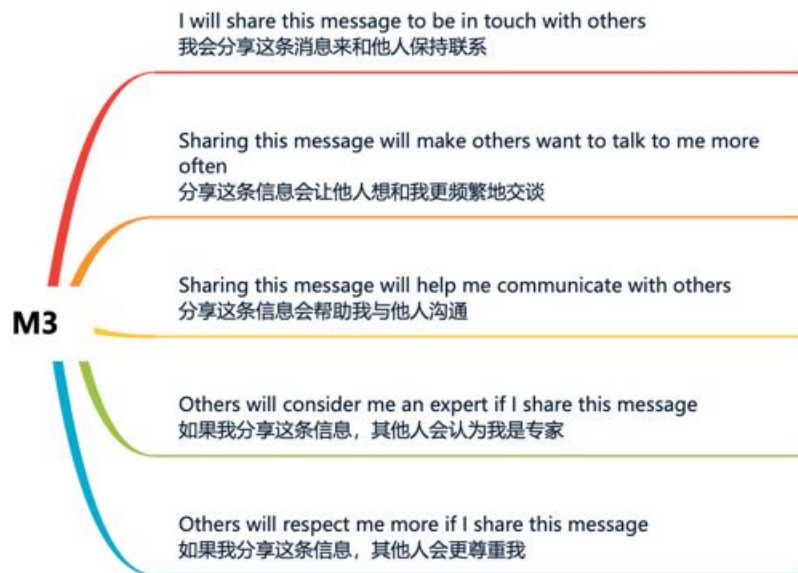 I will share this message to be in touch with others
我会分享这条消息来和他人保持联系
Sharing this message will make others want to talk to me more
often
分享这条信息会让他人想和我更频繁地交谈
Sharing this message will help me communicate with others
分享这条信息会帮助我与他人沟通
M3
Others will consider me an expert if I share this message
如果我分享这条信息，其他人会认为我是专家
Others will respect me more if I share this message
如果我分享这条信息，其他人会更尊重我